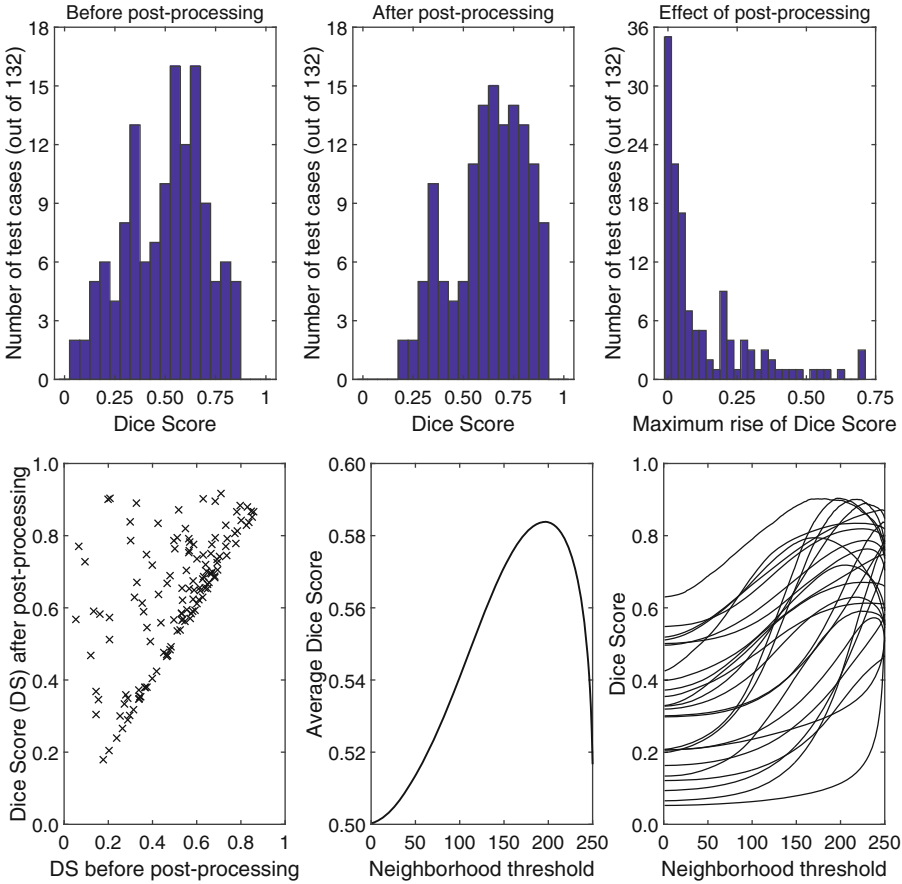 Before post-processing
Number of test cases (out of 132)
18
15
12
9
6
3
0
0 0.25 0.50 0.75 1
Dice Score
After post-processing
Number of test cases (out of 132)
18
15
12
9
6
3
0
0 0.25 0.50 0.75 1
Dice Score
Effect of post-processing
Number of test cases (out of 132)
36
30
24
18
12
6
0
0 0.25 0.50 0.75
Maximum rise of Dice Score
Dice Score (DS) after post-processing
1.0
0.8
0.6
0.4
0.2
0.0
0 0.2 0.4 0.6 0.8 1
DS before post-processing
Average Dice Score
0.60
0.58
0.56
0.54
0.52
0.50
0 50 100 150 200 250
Neighborhood threshold
Dice Score
1.0
0.8
0.6
0.4
0.2
0.0
0 50 100 150 200 250
Neighborhood threshold